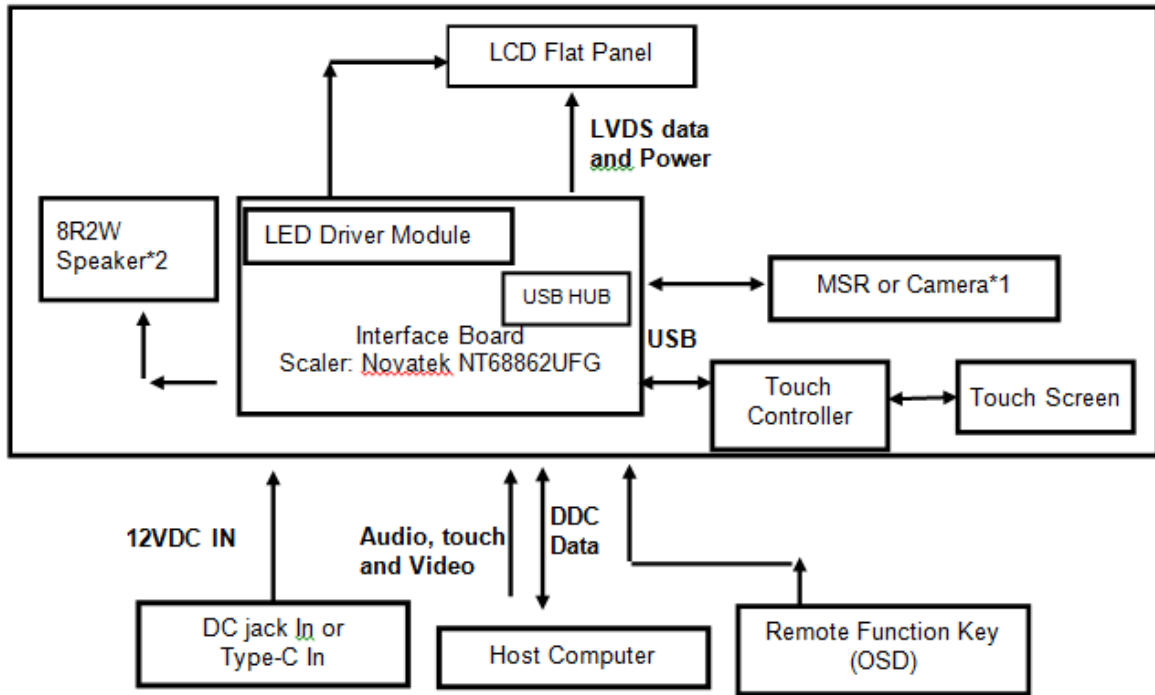 LCD Flat Panel
LVDS data
and Power
8R2W
Speaker*2
LED Driver Module
USB HUB
Interface Board
Scaler: Novatek NT68862UFG
MSR or Camera*1
USB
Touch
Controller
Touch Screen
12VDC IN
Audio, touch
and Video
DDC
Data
DC jack In or
Type-C In
Host Computer
Remote Function Key
(OSD)